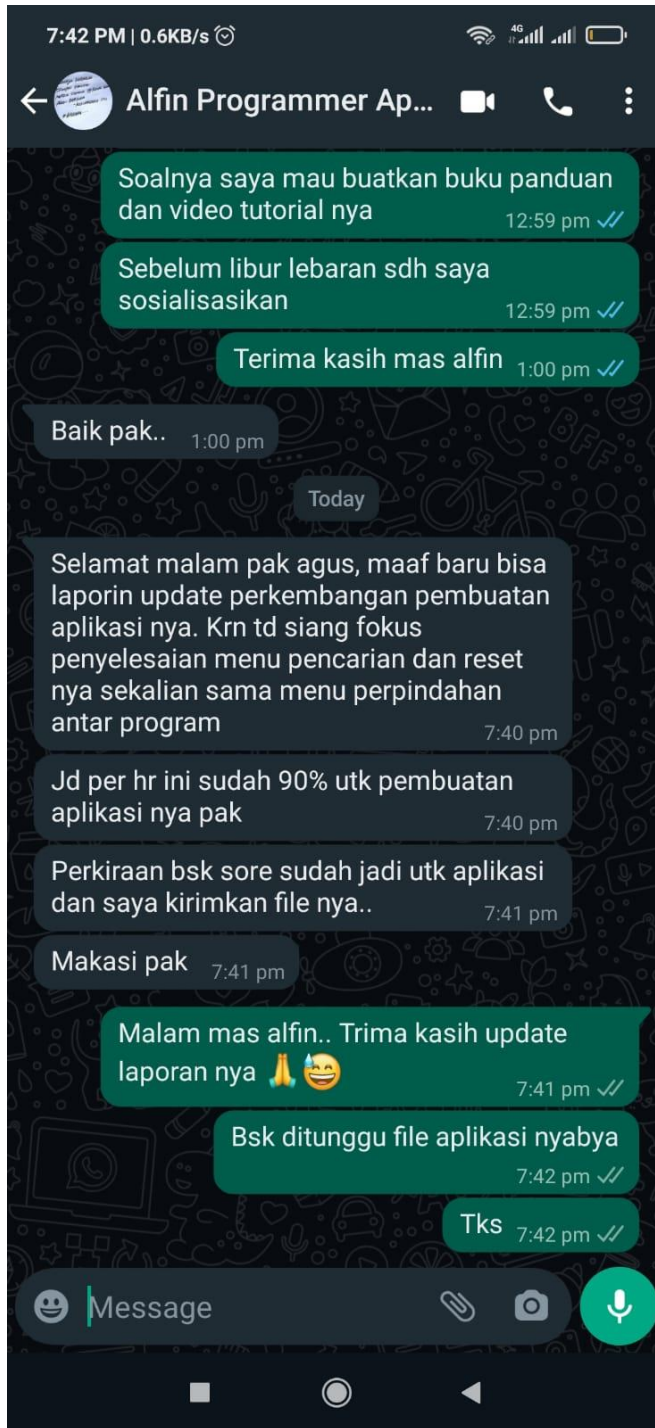 7:42 PM | 0.6KB/s
4G
Alfin Programmer Ap...
Soalnya saya mau buatkan buku panduan
dan video tutorial nya
12:59 pm
Sebelum libur lebaran sdh saya
sosialisasikan
12:59 pm
Terima kasih mas alfin 1:00 pm
Baik pak.. 1:00 pm
Today
Selamat malam pak agus, maaf baru bisa
laporin update perkembangan pembuatan
aplikasi nya. Krn td siang fokus
penyelesaian menu pencarian dan reset
nya sekalian sama menu perpindahan
antar program
7:40 pm
Jd per hr ini sudah 90% utk pembuatan
aplikasi nya pak
7:40 pm
Perkiraan bsk sore sudah jadi utk aplikasi
dan saya kirimkan file nya..
7:41 pm
Makasi pak 7:41 pm
Malam mas alfin.. Trima kasih update
laporan nya 🙏😅
7:41 pm
Bsk ditunggu file aplikasi nyabya
7:42 pm
Tks 7:42 pm
Message